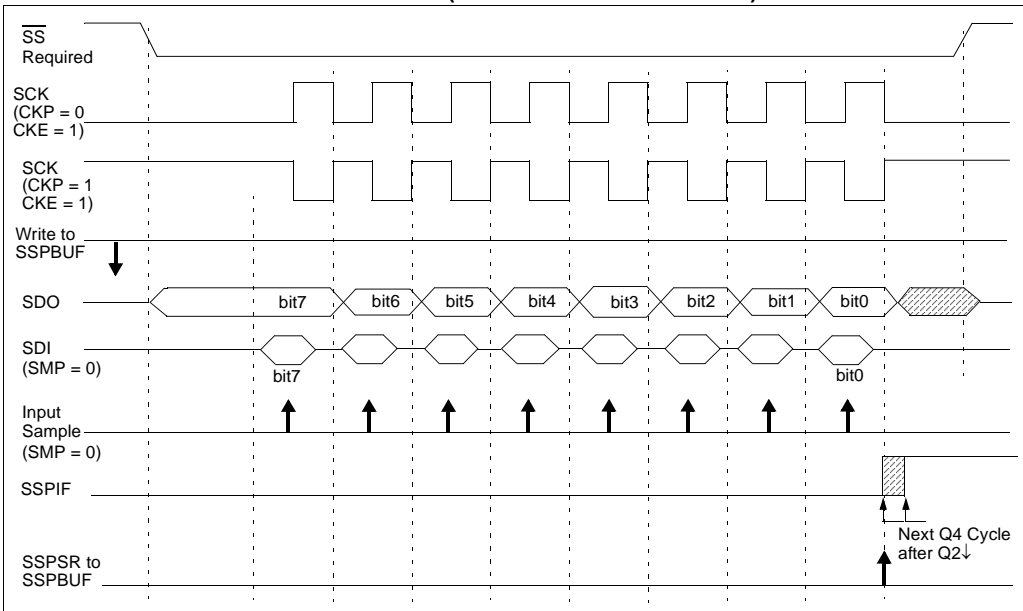 SS
Required
SCK
(CKP = 0
CKE = 1)
SCK
(CKP = 1
CKE = 1)
Write to
SSPBUF
SDO
bit7 bit6 bit5 bit4 bit3 bit2 bit1 bit0
SDI
(SMP = 0)
bit7 bit0
Input
Sample
(SMP = 0)
SSPIF
Next Q4 Cycle
after Q2↓
SSPSR to
SSPBUF